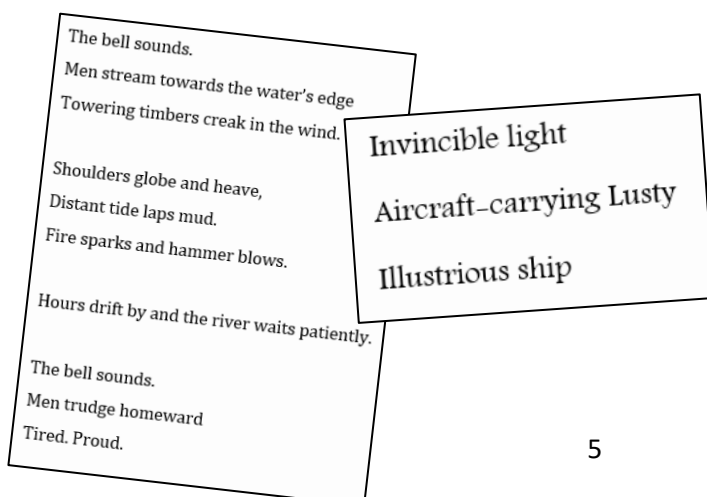 The bell sounds.
Men stream towards the water's edge
Towering timbers creak in the wind.
Shoulders globe and heave,
Distant tide laps mud.
Fire sparks and hammer blows.
Hours drift by and the river waits patiently.
The bell sounds.
Men trudge homeward
Tired. Proud.
Invincible light
Aircraft-carrying Lusty
Illustrious ship
5